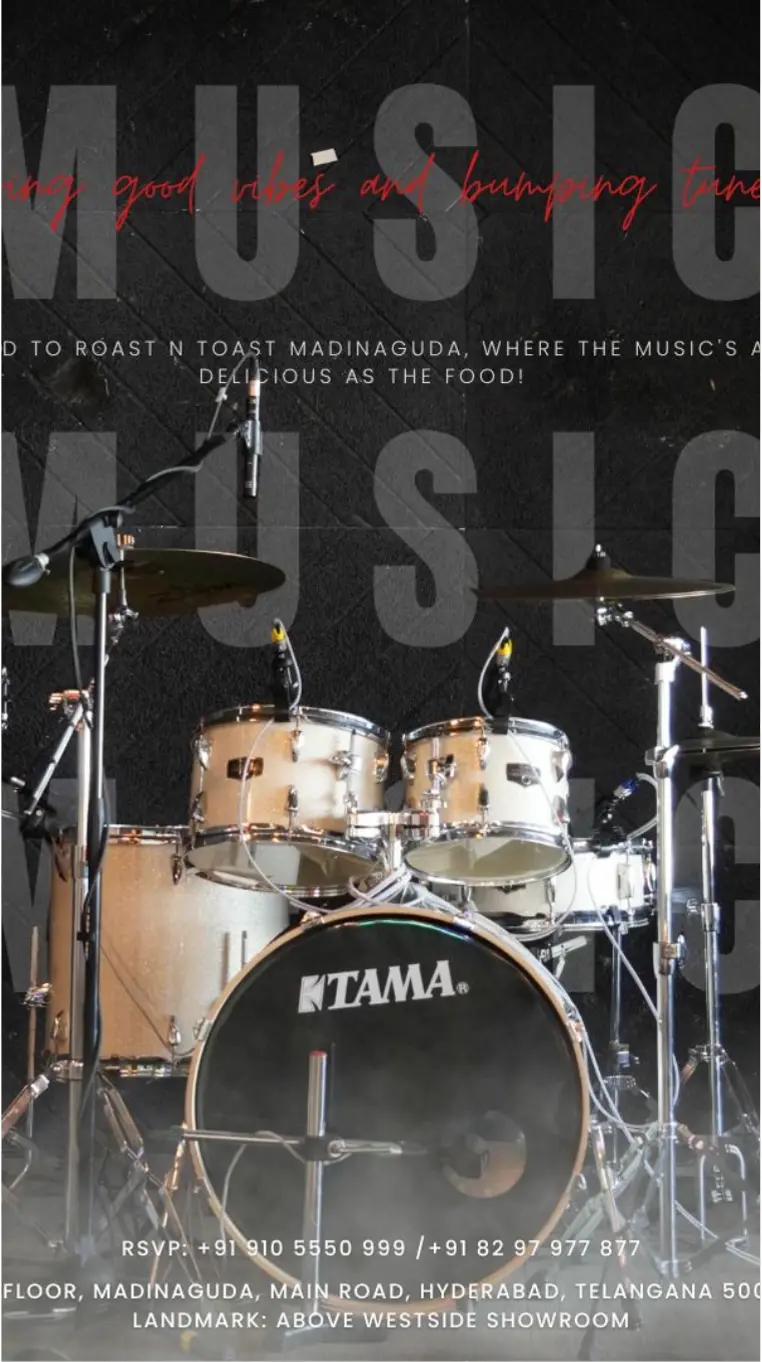 MUSIC
ing good vibes and bumping tune
D TO ROAST N TOAST MADINAGUDA, WHERE THE MUSIC'S A
DELICIOUS AS THE FOOD!
MUSIC
IC
TAMA®
RSVP: +91 910 5550 999 /+91 82 97 977 877
FLOOR, MADINAGUDA, MAIN ROAD, HYDERABAD, TELANGANA 500
LANDMARK: ABOVE WESTSIDE SHOWROOM